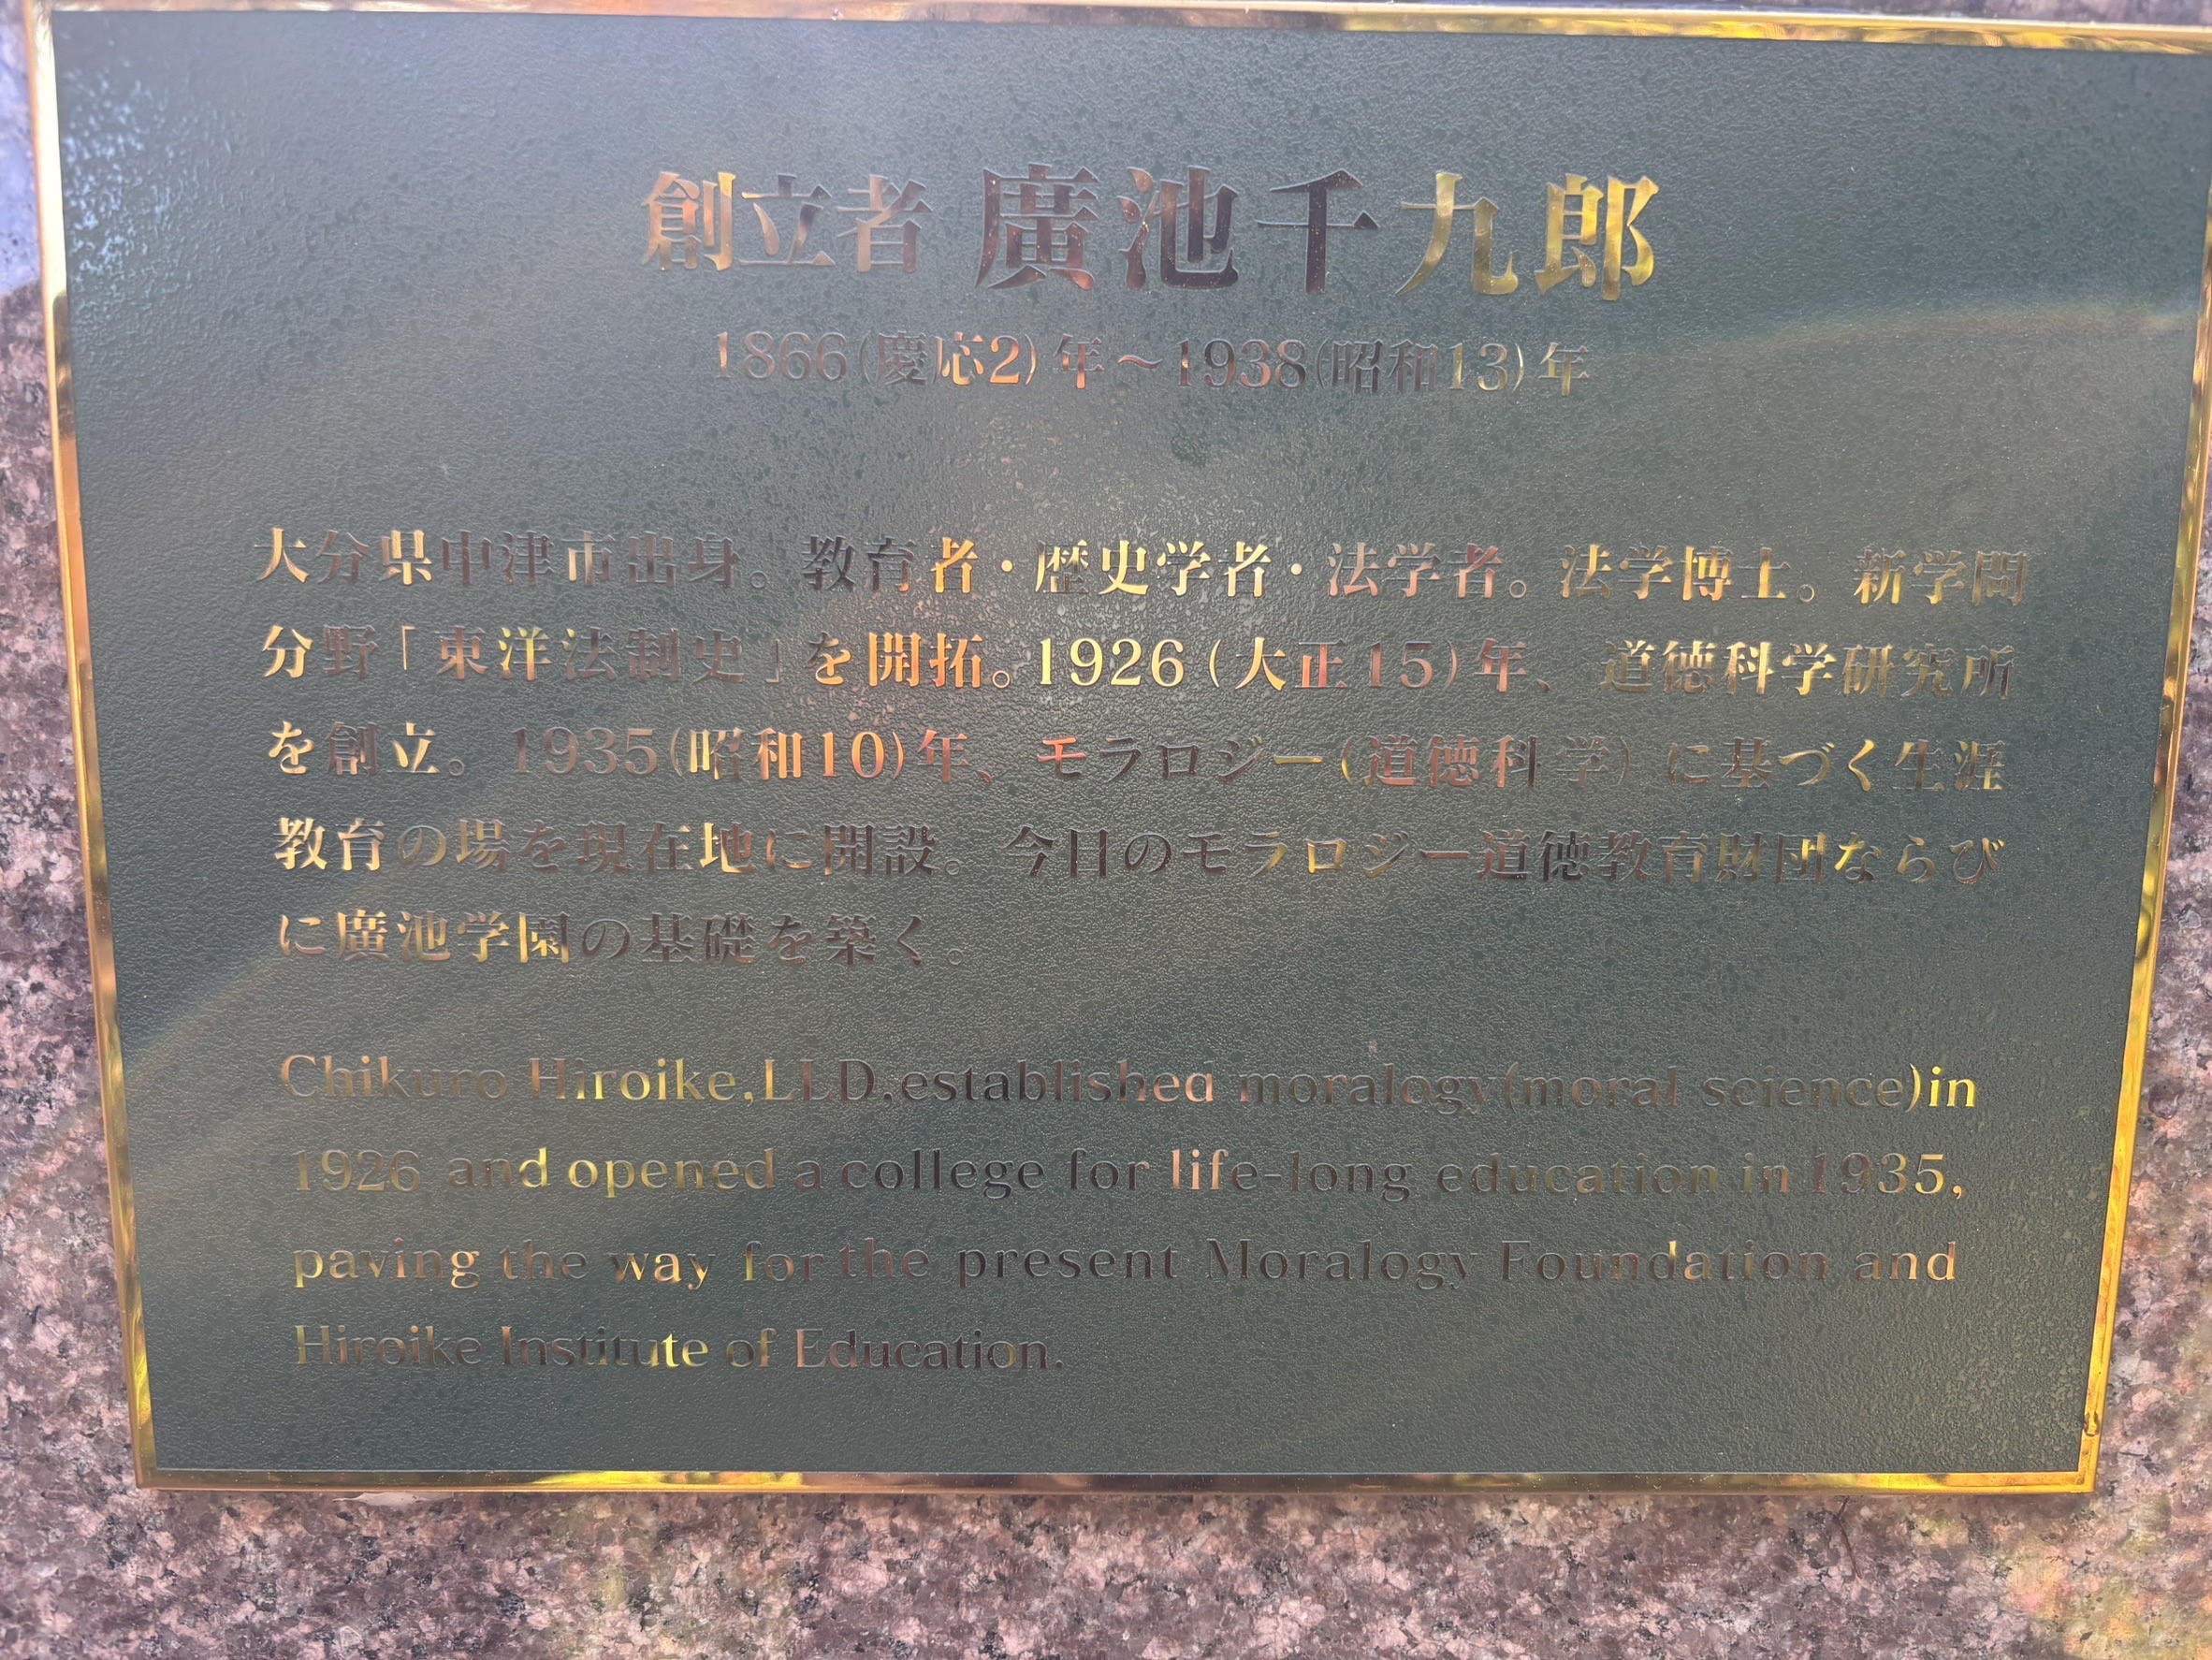 創立者 廣池千九郎
1866(慶応2)年～1938(昭和13)年
大分県中津市出身。教育者・歴史学者・法学者。法学博士。新学問
分野「東洋法制史」を開拓。1926(大正15)年、道徳科学研究所
を創立。1935(昭和10)年、モラロジー(道徳科学)に基づく生涯
教育の場を現在地に開設。今日のモラロジー道徳教育財団ならび
に廣池学園の基礎を築く。
Chikuro Hiroike,LLD.established moralogy(moral science)in
1926 and opened a college for life-long education in 1935,
paving the way for the present Moralogy Foundation and
Hiroike Institute of Education.